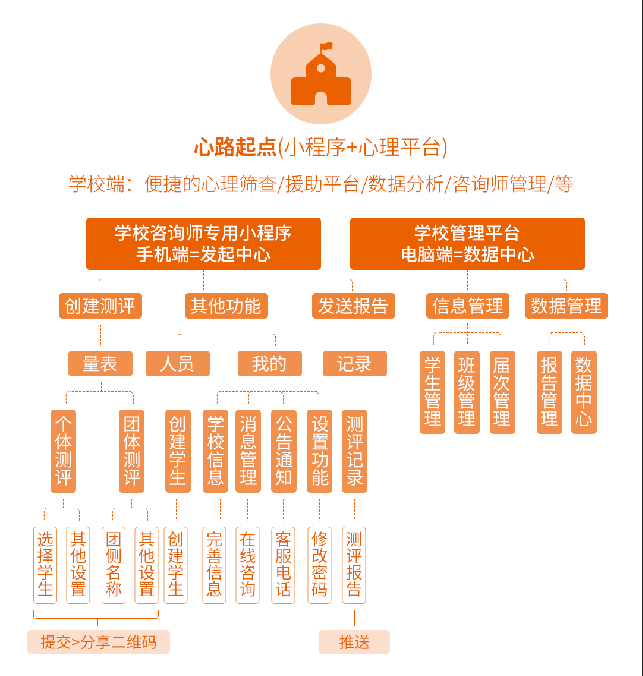 心路起点(小程序+心理平台)
学校端：便捷的心理筛查/援助平台/数据分析/咨询师管理/等
学校咨询师专用小程序
手机端=发起中心
学校管理平台
电脑端=数据中心
创建测评
其他功能
发送报告
信息管理
数据管理
量表
人员
我的
记录
学生管理
班级管理
届次管理
报告管理
数据中心
个体测评
团体测评
创建学生
学校信息
消息管理
公告通知
设置功能
测评记录
选择学生
其他设置
团侧名称
其他设置
创建学生
完善信息
在线咨询
客服电话
修改密码
测评报告
提交>分享二维码
推送